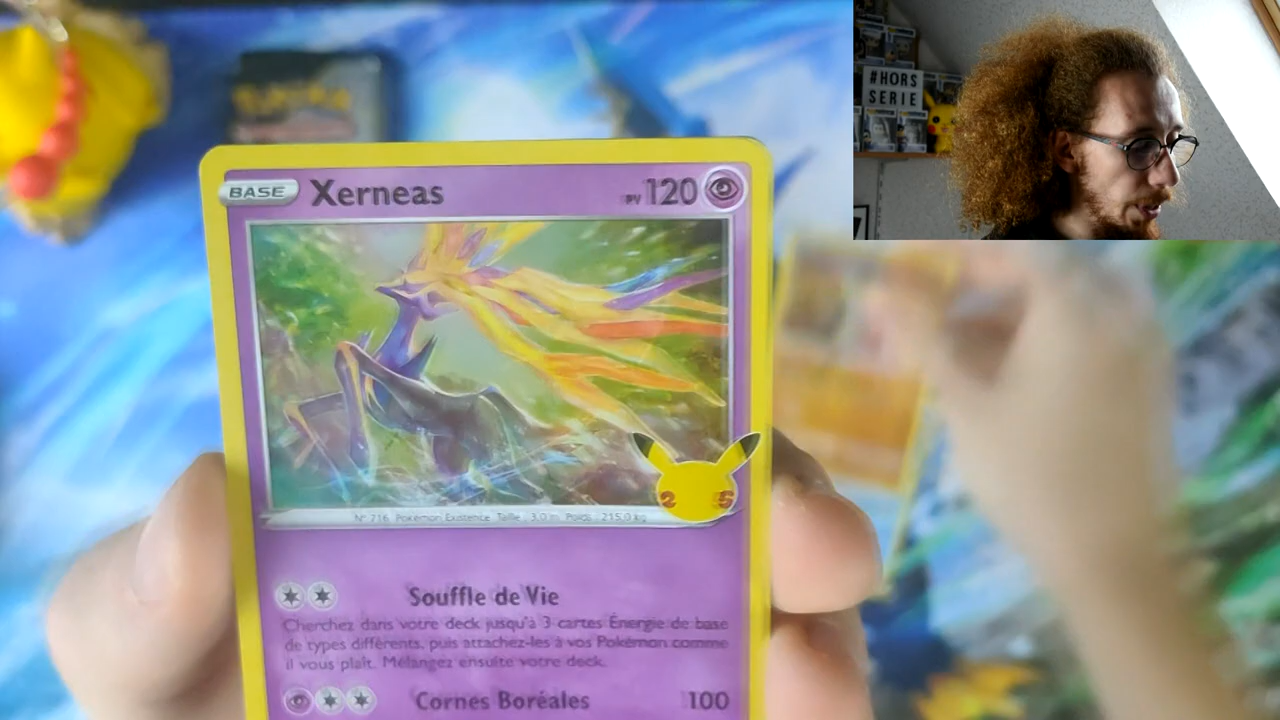 #HORS
SERIE
BASE Xerneas PV 120
25
N° 716 Pokémon Existence Taille : 3.0 m Poids : 215.0 kg
Souffle de Vie
Cherchez dans votre deck jusqu'à 3 cartes Énergie de base
de types différents, puis attachez-les à vos Pokémon comme
il vous plaît. Mélangez ensuite votre deck.
Cornes Boréales 100